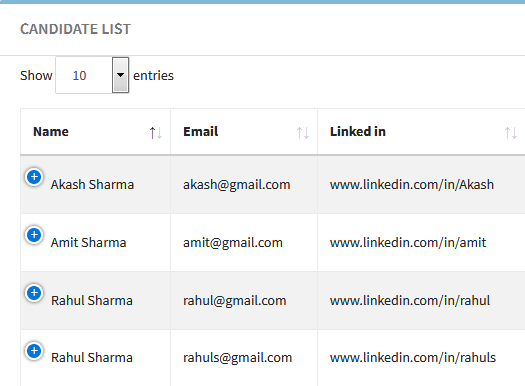 CANDIDATE LIST
Show 10 entries
Name Email Linked in
Akash Sharma akash@gmail.com www.linkedin.com/in/Akash
Amit Sharma amit@gmail.com www.linkedin.com/in/amit
Rahul Sharma rahul@gmail.com www.linkedin.com/in/rahul
Rahul Sharma rahuls@gmail.com www.linkedin.com/in/rahuls